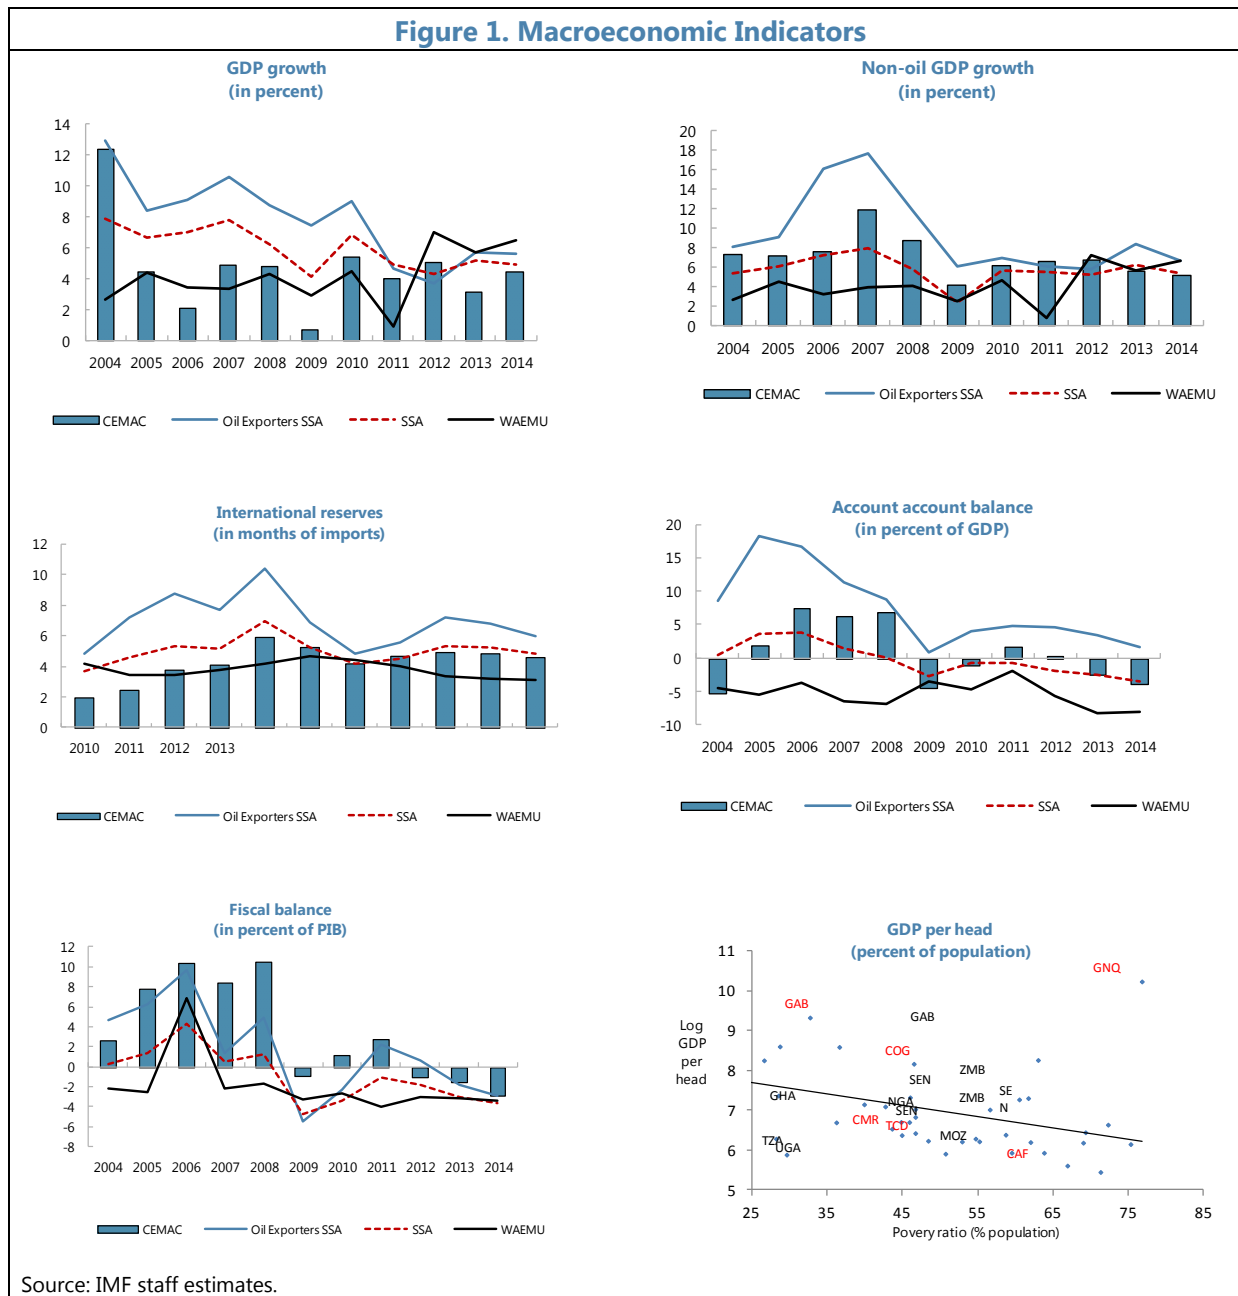 Figure 1. Macroeconomic Indicators
GDP growth
(in percent)
14
12
10
8
6
4
2
0
2004 2005 2006 2007 2008 2009 2010 2011 2012 2013 2014
CEMAC Oil Exporters SSA SSA WAEMU
Non-oil GDP growth
(in percent)
20
18
16
14
12
10
8
6
4
2
0
2004 2005 2006 2007 2008 2009 2010 2011 2012 2013 2014
CEMAC Oil Exporters SSA SSA WAEMU
International reserves
(in months of imports)
12
10
8
6
4
2
0
2010 2011 2012 2013
CEMAC Oil Exporters SSA SSA WAEMU
Account account balance
(in percent of GDP)
20
15
10
5
0
-5
-10
2004 2005 2006 2007 2008 2009 2010 2011 2012 2013 2014
CEMAC Oil Exporters SSA SSA WAEMU
Fiscal balance
(in percent of PIB)
12
10
8
6
4
2
0
-2
-4
-6
-8
2004 2005 2006 2007 2008 2009 2010 2011 2012 2013 2014
CEMAC Oil Exporters SSA SSA WAEMU
GDP per head
(percent of population)
11
10
9
8
7
6
5
Log
GDP
per
head
GNQ
GAB
GAB
COG
ZMB
SEN
SE
N
GHA
ZMB
NGA
SEN
CMR
TCD
MOZ
TZA
UGA
CAF
25 35 45 55 65 75 85
Povery ratio (% population)
Source: IMF staff estimates.